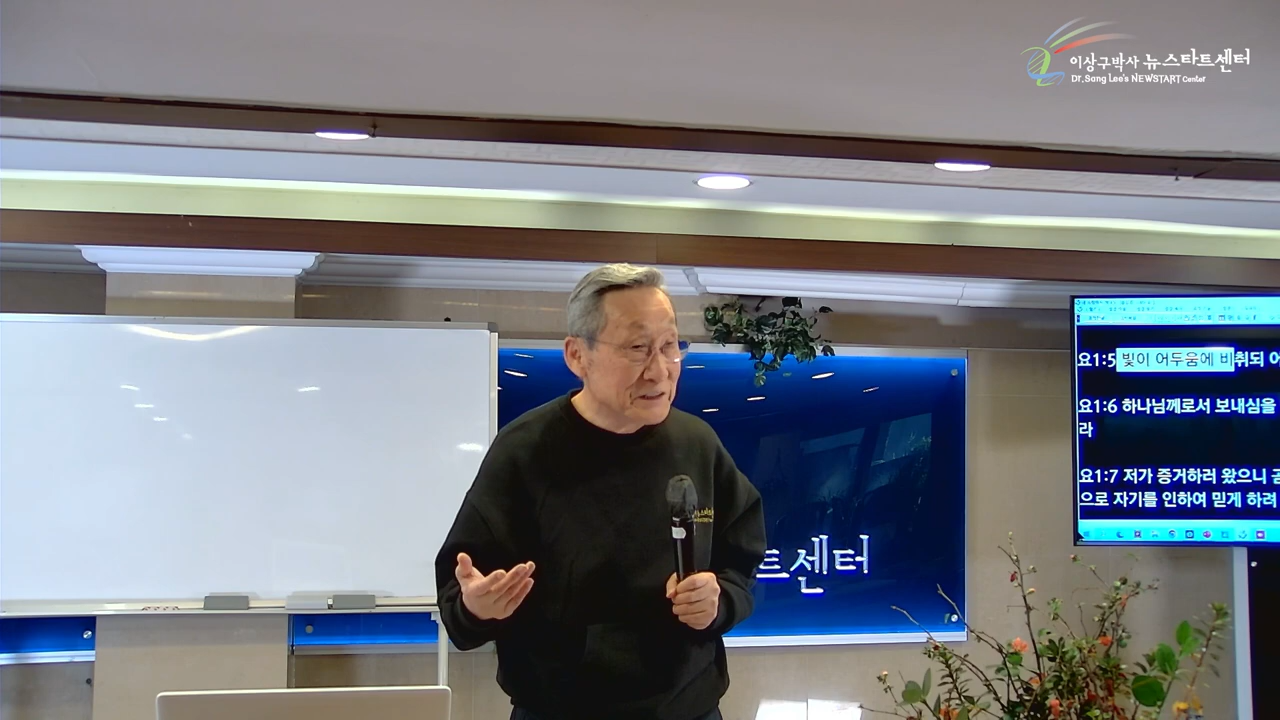 이상구박사 뉴스타트센터
Dr. Sang Lee's NEWSTART Center
요1:5 빛이 어두움에 비취되 어
요1:6 하나님께로서 보내심을
라
요1:7 저가 증거하러 왔으니 곧
으로 자기를 인하여 믿게 하려
트센터